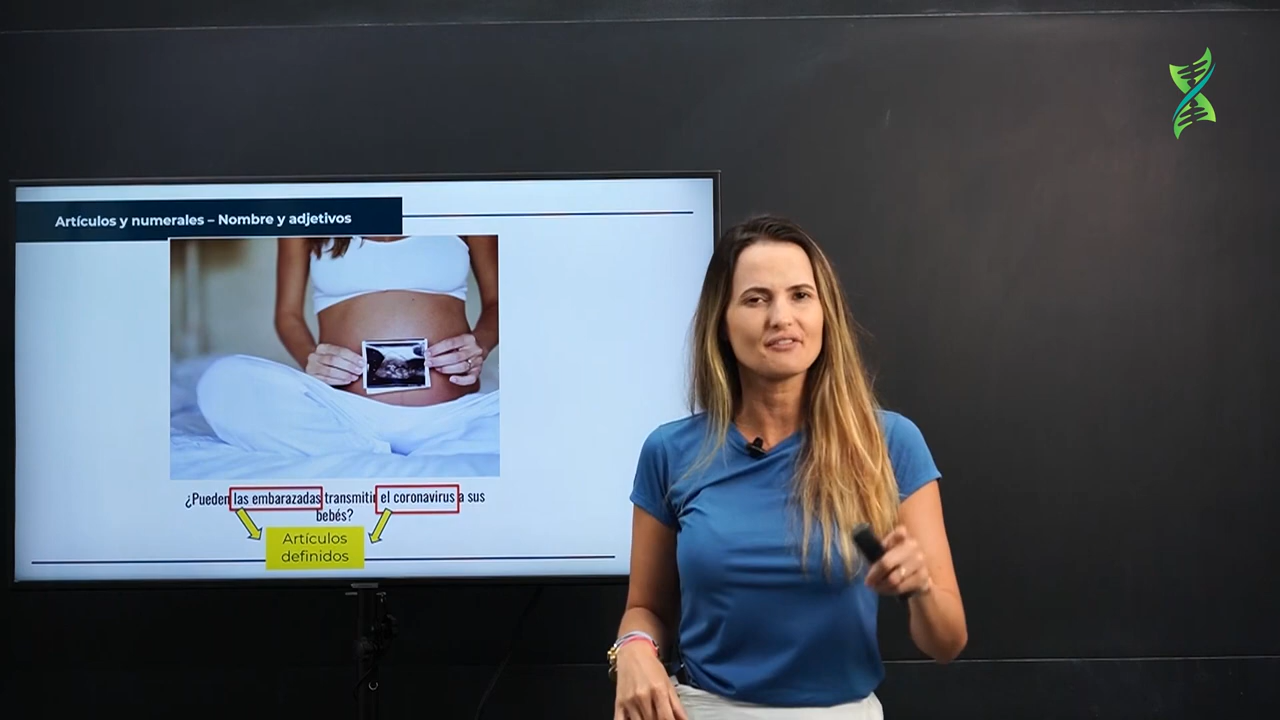 Artículos y numerales – Nombre y adjetivos
¿Pueden las embarazadas transmitir el coronavirus a sus
bebés?
Artículos
definidos